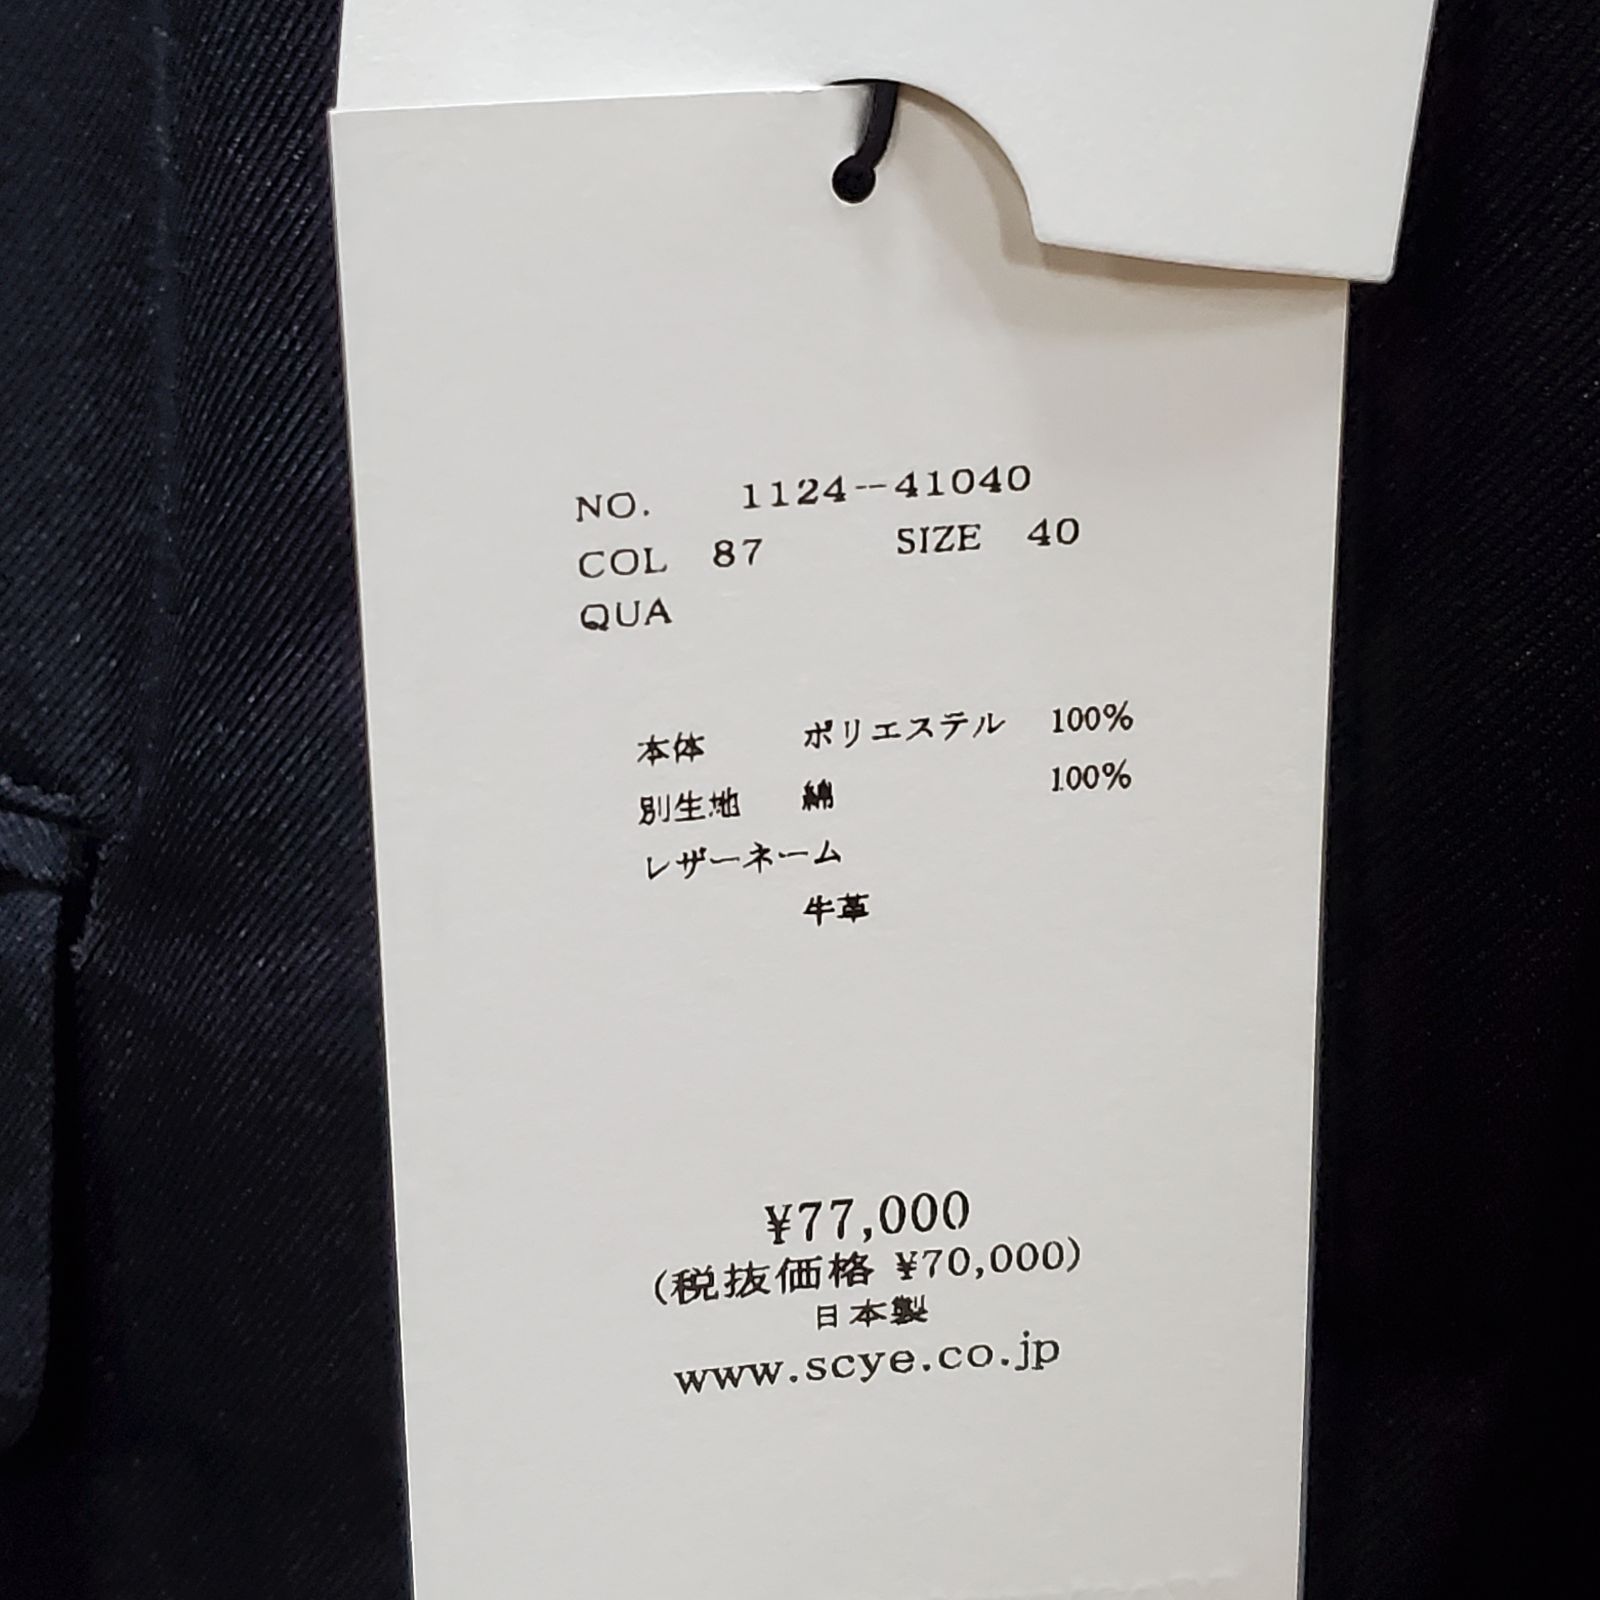 NO. 1124-41040
COL 87 SIZE 40
QUA
本体 ポリエステル 100%
別生地 綿 100%
レザーネーム
牛革
¥77,000
(税抜価格 ¥70,000)
日本製
www.scye.co.jp